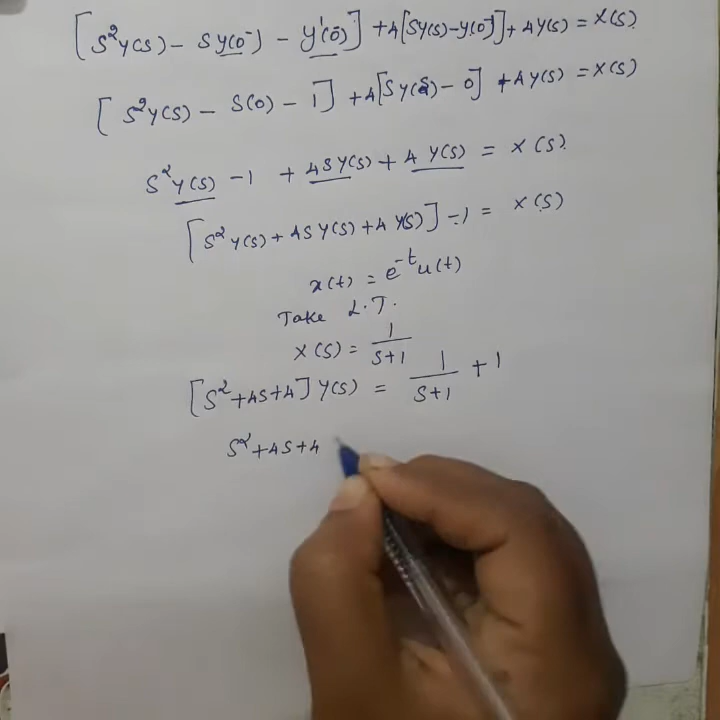 [S²Y(S) - SY(0⁻) - Y'(0⁻)] + 4[SY(S) - Y(0⁻)] + 4Y(S) = X(S)
[S²Y(S) - S(0) - 1] + 4[SY(S) - 0] + 4Y(S) = X(S)
S²Y(S) - 1 + 4SY(S) + 4Y(S) = X(S)
[S²Y(S) + 4SY(S) + 4Y(S)] - 1 = X(S)
x(t) = e^-t u(t)
Take L.T.
X(S) = 1/(S+1)
[S² + 4S + 4] Y(S) = 1/(S+1) + 1
S² + 4S + 4